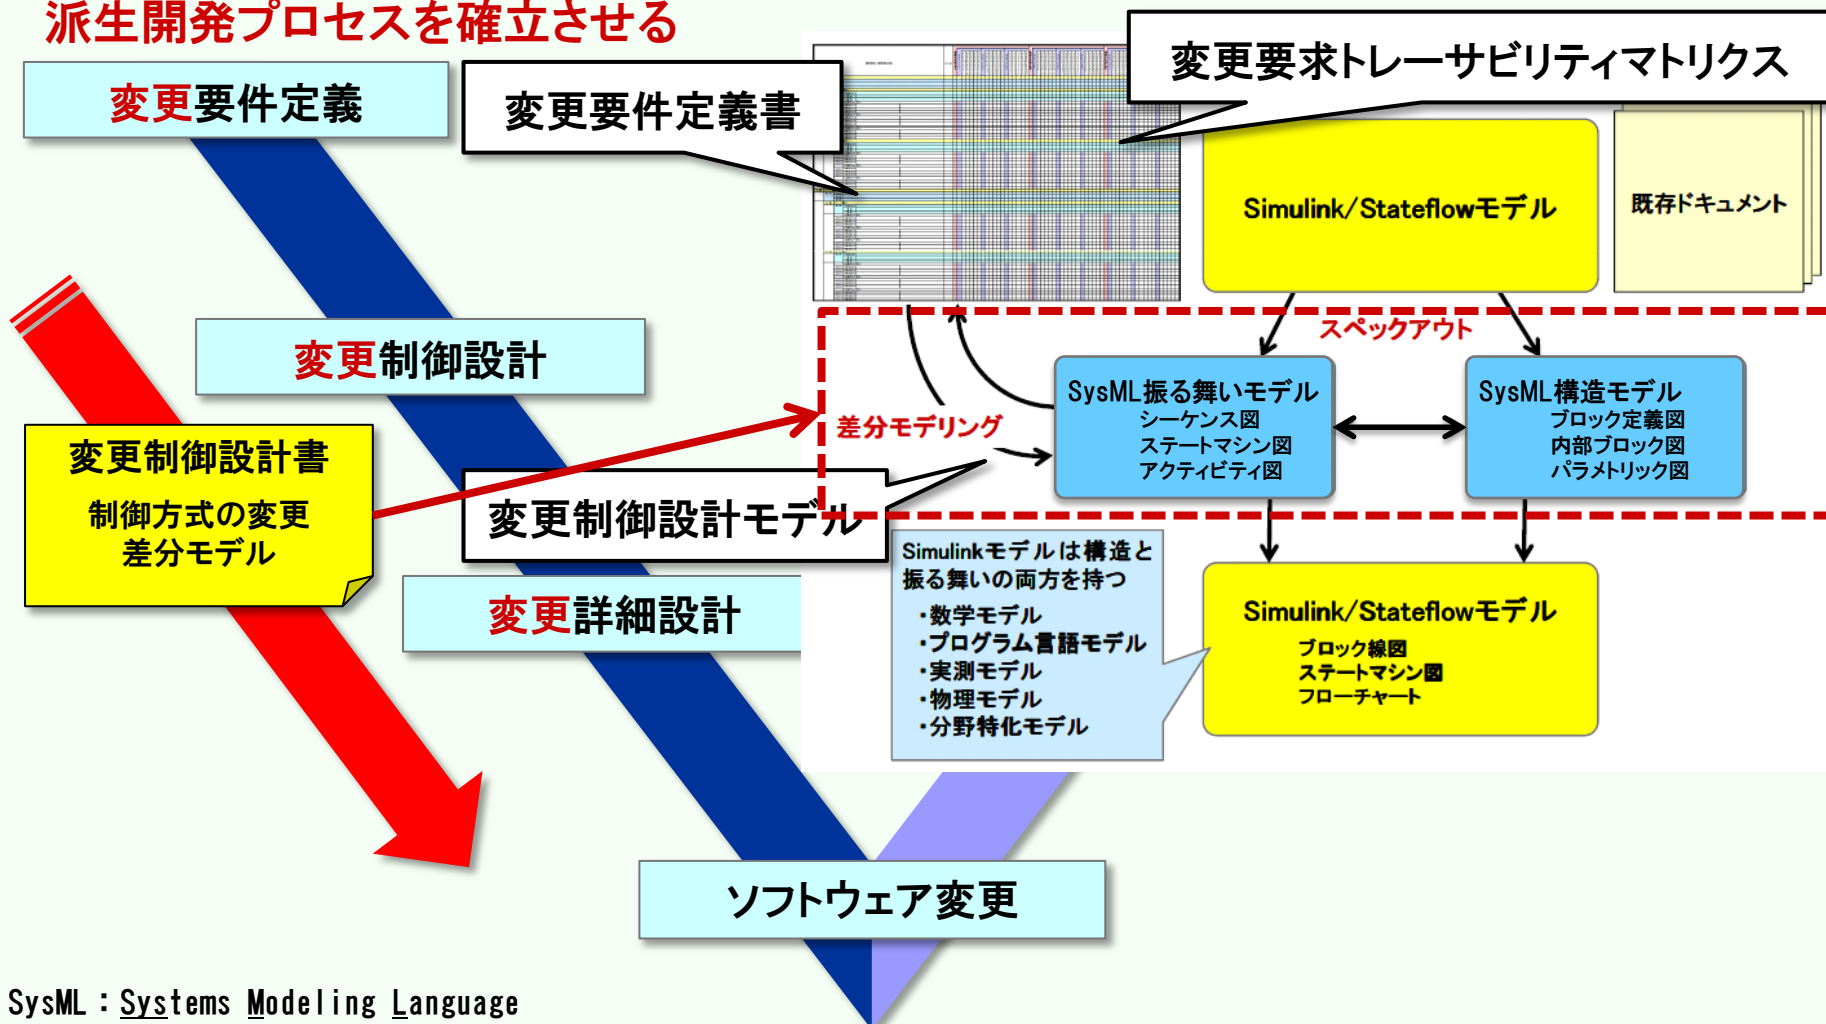 派生開発プロセスを確立させる
変更要件定義
変更要件定義書
変更要求トレーサビリティマトリクス
Simulink/Stateflowモデル
既存ドキュメント
スペックアウト
変更制御設計
差分モデリング
SysML振る舞いモデル
シーケンス図
ステートマシン図
アクティビティ図
SysML構造モデル
ブロック定義図
内部ブロック図
パラメトリック図
変更制御設計書
制御方式の変更
差分モデル
変更制御設計モデル
Simulinkモデルは構造と
振る舞いの両方を持つ
・数学モデル
・プログラム言語モデル
・実測モデル
・物理モデル
・分野特化モデル
変更詳細設計
Simulink/Stateflowモデル
ブロック線図
ステートマシン図
フローチャート
ソフトウェア変更
SysML：Systems Modeling Language